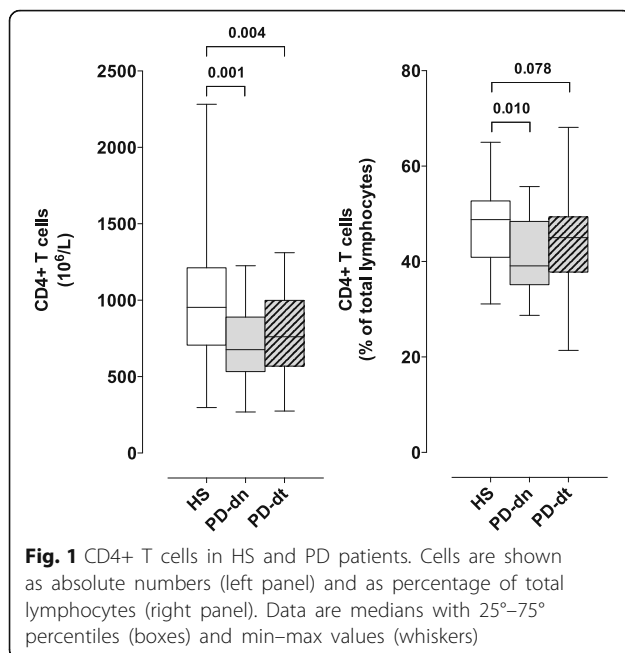 0.004
0.001
2500
2000
1500
1000
500
0
CD4+ T cells
(10⁶/L)
HS
PD-dn
PD-dt
0.078
0.010
80
60
40
20
0
CD4+ T cells
(% of total lymphocytes)
HS
PD-dn
PD-dt
Fig. 1 CD4+ T cells in HS and PD patients. Cells are shown
as absolute numbers (left panel) and as percentage of total
lymphocytes (right panel). Data are medians with 25°–75°
percentiles (boxes) and min–max values (whiskers)